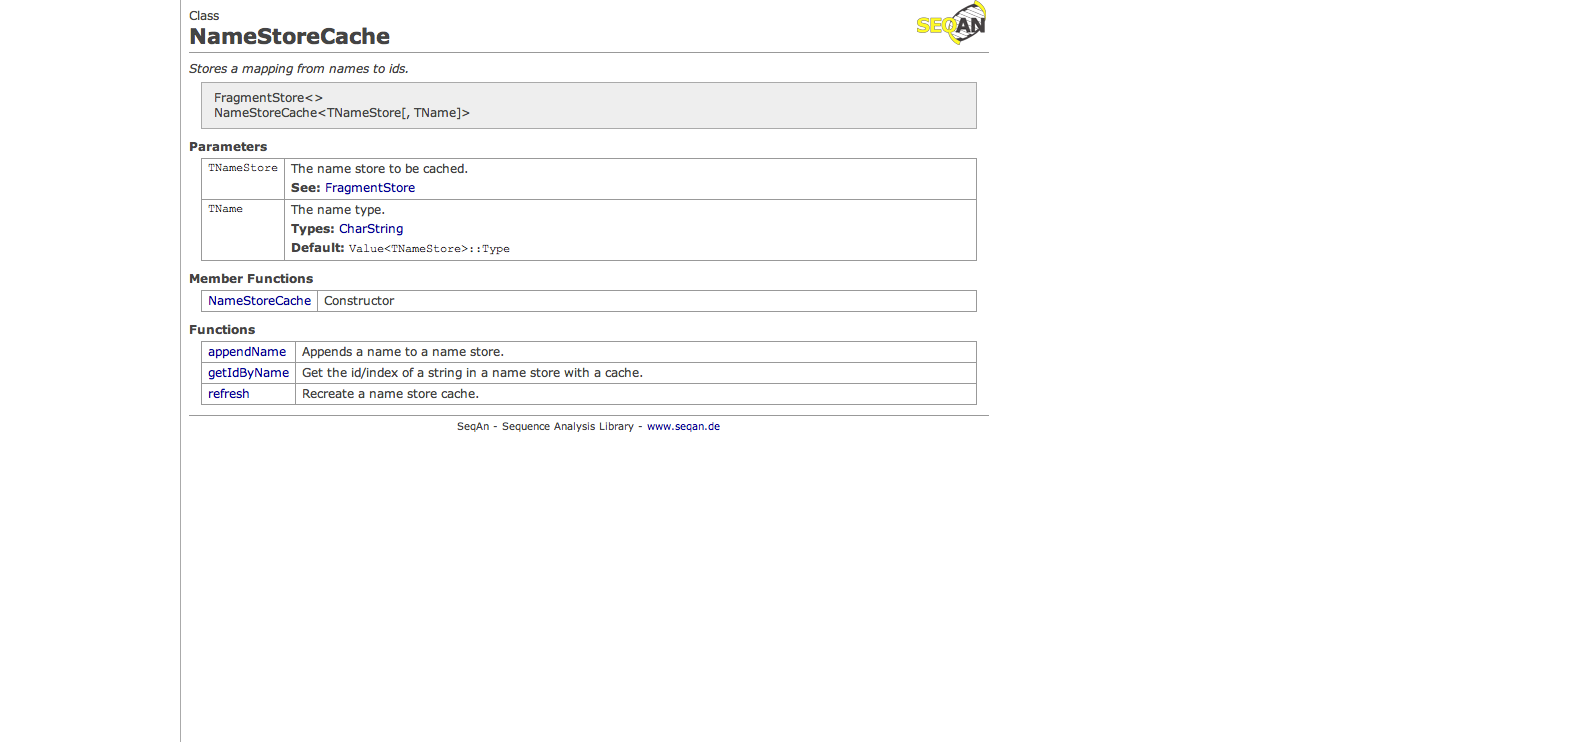 Class
SEQAN
NameStoreCache
Stores a mapping from names to ids.
FragmentStore<>
NameStoreCache<TNameStore[, TName]>
Parameters
TNameStore The name store to be cached.
See: FragmentStore
TName The name type.
Types: CharString
Default: Value<TNameStore>::Type
Member Functions
NameStoreCache Constructor
Functions
appendName Appends a name to a name store.
getIdByName Get the id/index of a string in a name store with a cache.
refresh Recreate a name store cache.
SeqAn - Sequence Analysis Library - www.seqan.de